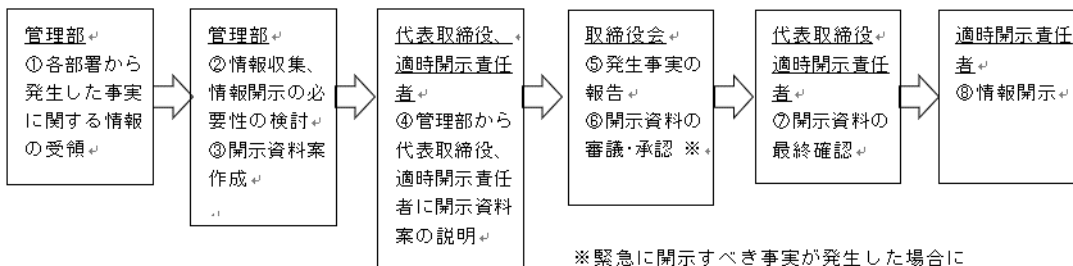 管理部
①各部署から
発生した事実
に関する情報
の受領
管理部
②情報収集、
情報開示の必
要性の検討
③開示資料案
作成
代表取締役、
適時開示責任
者
④管理部から
代表取締役、
適時開示責任
者に開示資料
案の説明
取締役会
⑤発生事実の
報告
⑥開示資料の
審議・承認 ※
代表取締役
適時開示責任
者
⑦開示資料の
最終確認
適時開示責任
者
⑧情報開示
※緊急に開示すべき事実が発生した場合に